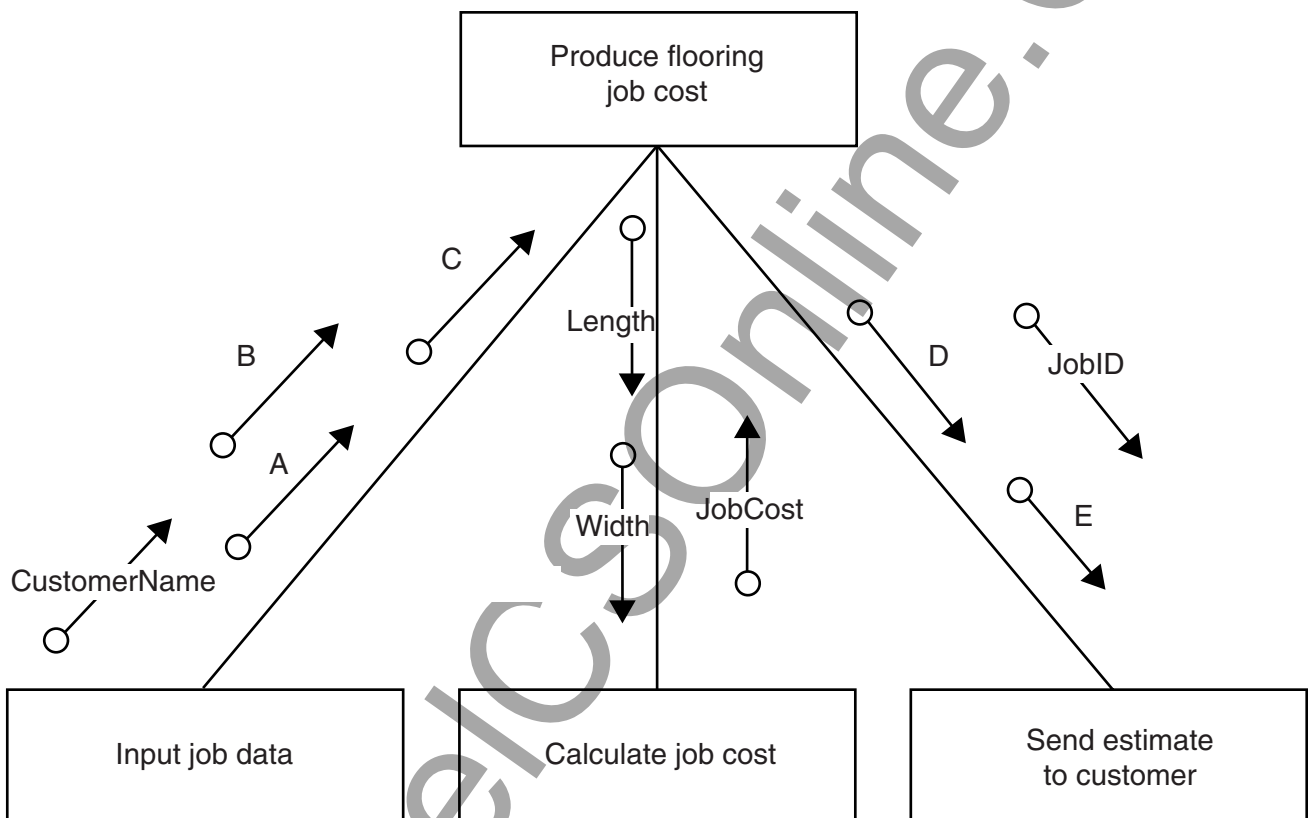 Produce flooring
job cost
C
Length
B
D
JobID
A
Width
JobCost
E
CustomerName
Input job data
Calculate job cost
Send estimate
to customer
elCsOnline.